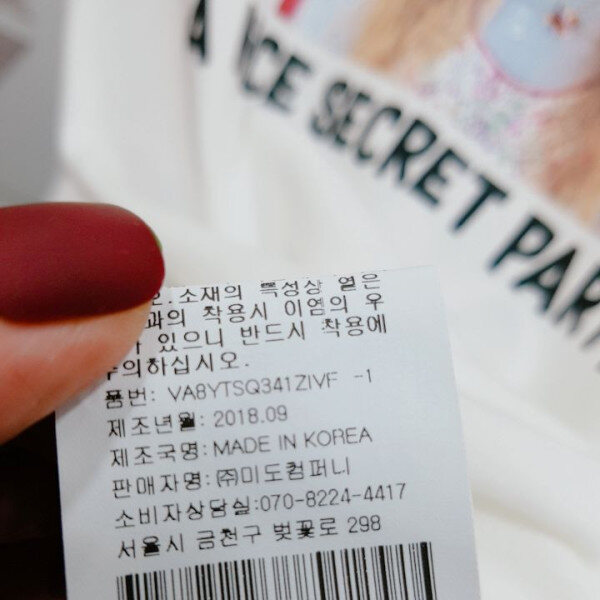 A ICE SECRET PAR
소재의 특성상 옅은
과의 착용시 이염의 우
있으니 반드시 착용에
주의하십시오.
품번: VA8YTSQ341ZIVF -1
제조년월: 2018.09
제조국명: MADE IN KOREA
판매자명: ㈜미도컴퍼니
소비자상담실:070-8224-4417
서울시 금천구 벚꽃로 298